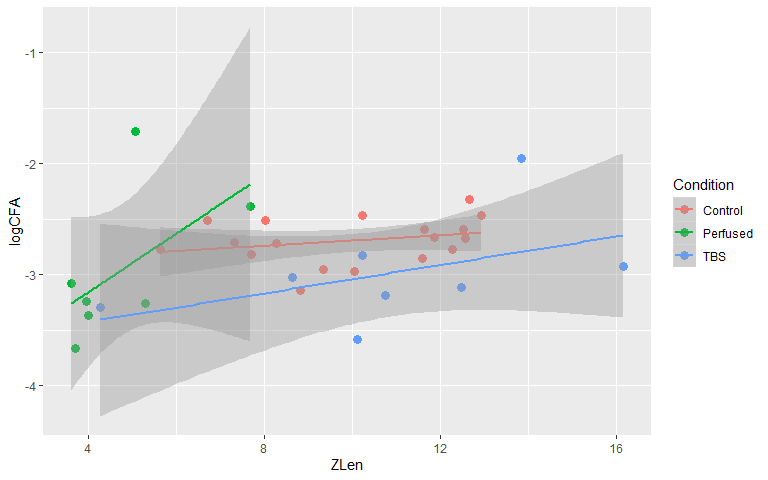 -1
-2
-3
-4
logCFA
4
8
12
16
ZLen
Condition
Control
Perfused
TBS